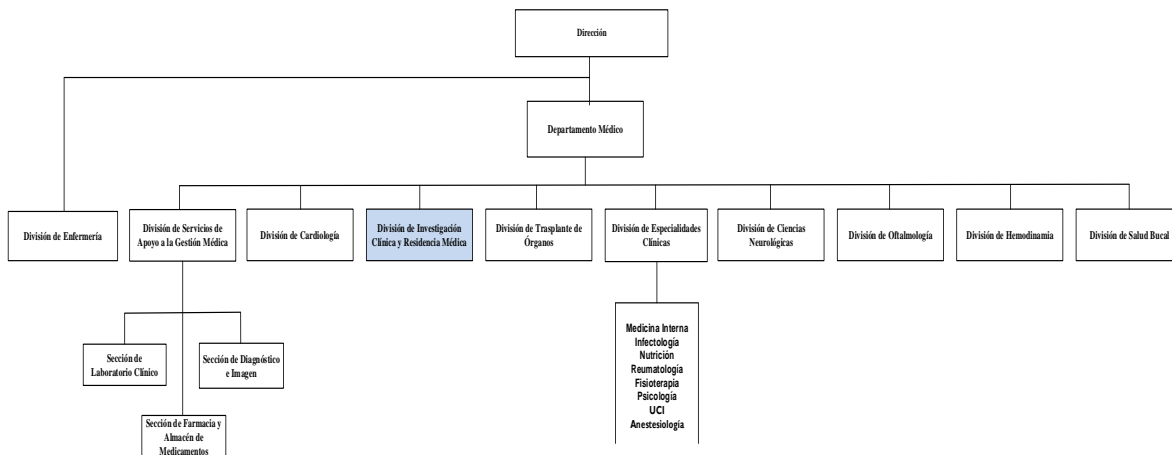 Dirección
Departamento Médico
División de Enfermería
División de Servicios de
Apoyo a la Gestión Médica
División de Cardiología
División de Investigación
Clínica y Residencia Médica
División de Trasplante de
Órganos
División de Especialidades
Clínicas
División de Ciencias
Neurológicas
División de Oftalmología
División de Hemodinamia
División de Salud Bucal
Sección de
Laboratorio Clínico
Sección de Diagnóstico
e Imagen
Sección de Farmacia y
Almacén de
Medicamentos
Medicina Interna
Infectología
Nutrición
Reumatología
Fisioterapia
Psicología
UCI
Anestesiología